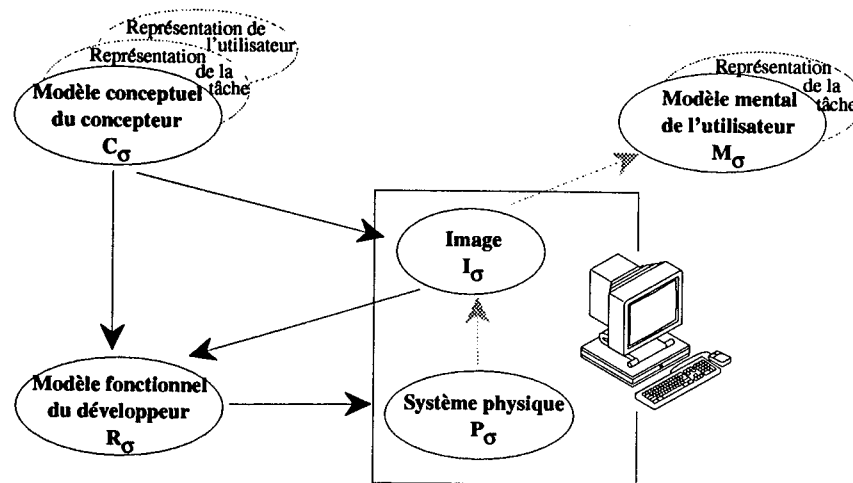 Représentation de
l'utilisateur
Représentation
de la
tâche
Modèle conceptuel
du concepteur
Cσ
Représentation
de la
tâche
Modèle mental
de l'utilisateur
Mσ
Image
Iσ
Modèle fonctionnel
du développeur
Rσ
Système physique
Pσ